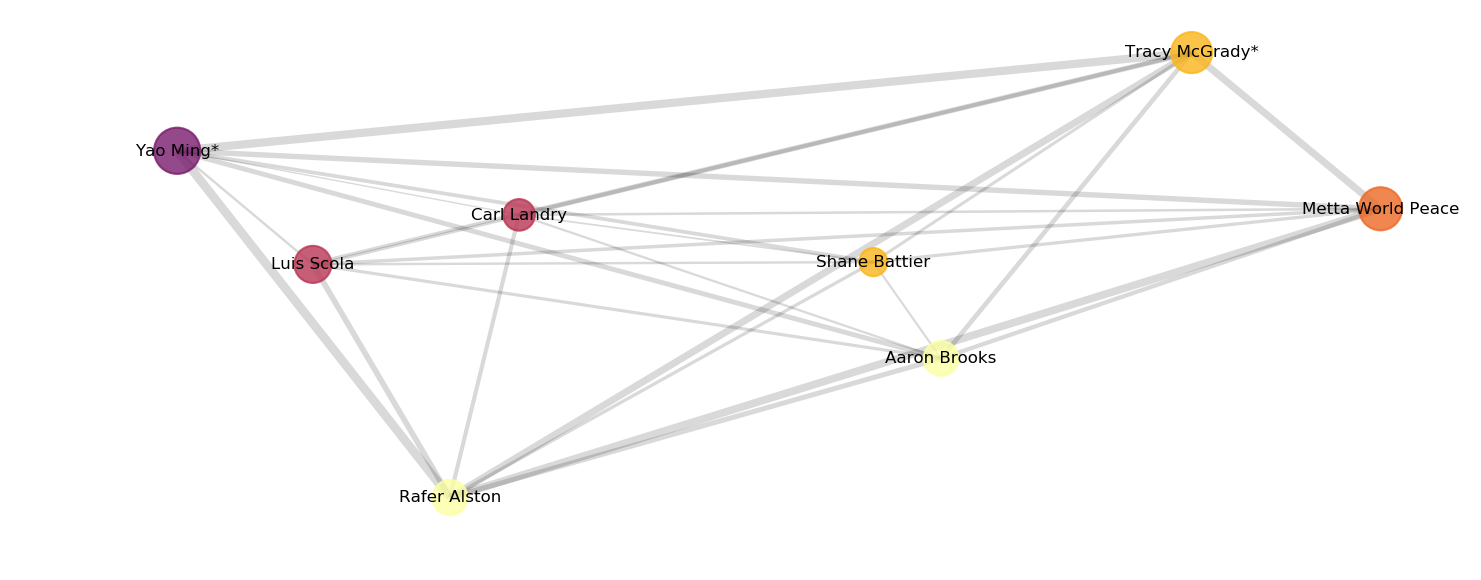 Tracy McGrady*
Yao Ming*
Carl Landry
Metta World Peace
Luis Scola
Shane Battier
Aaron Brooks
Rafer Alston